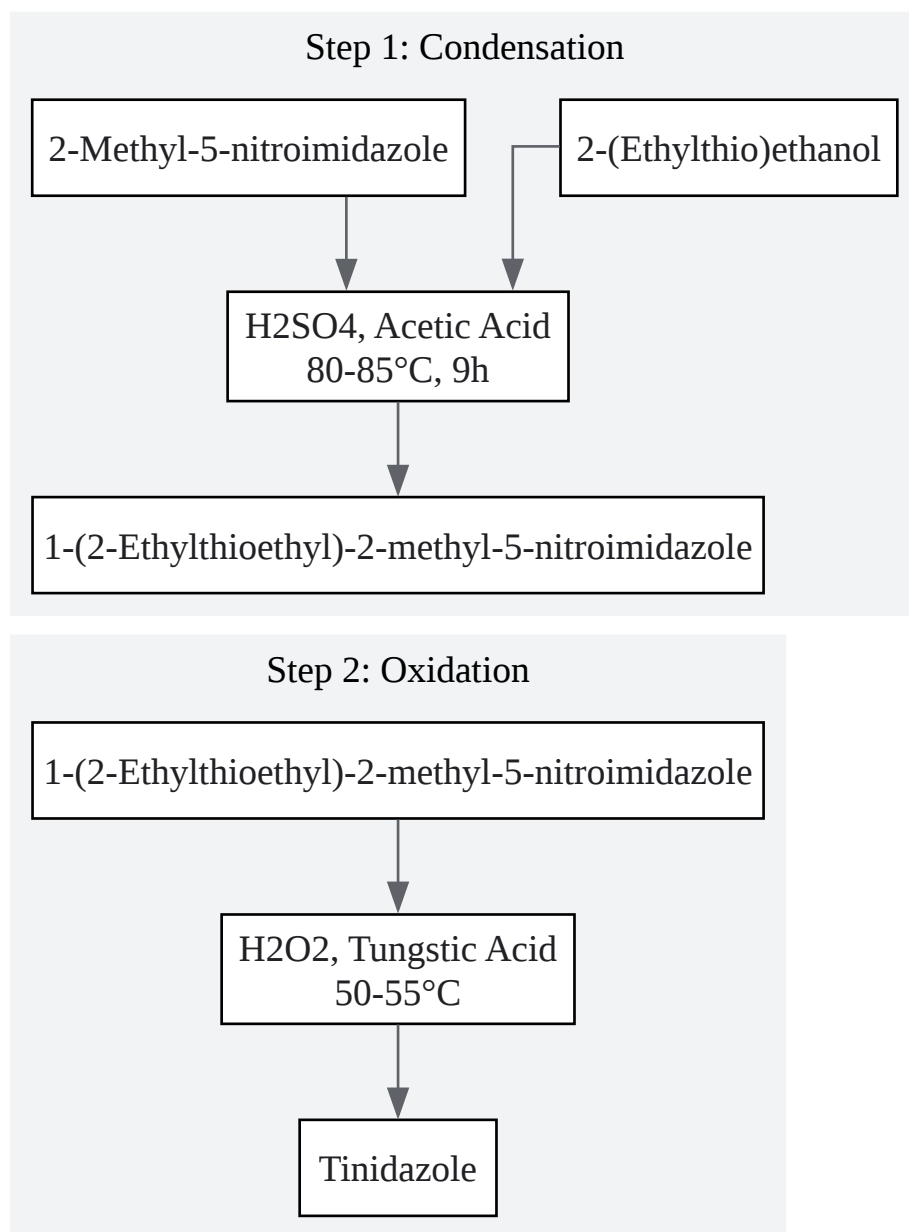 Step 1: Condensation
2-Methyl-5-nitroimidazole
2-(Ethylthio)ethanol
H2SO4, Acetic Acid
80-85°C, 9h
1-(2-Ethylthioethyl)-2-methyl-5-nitroimidazole
Step 2: Oxidation
1-(2-Ethylthioethyl)-2-methyl-5-nitroimidazole
H2O2, Tungstic Acid
50-55°C
Tinidazole